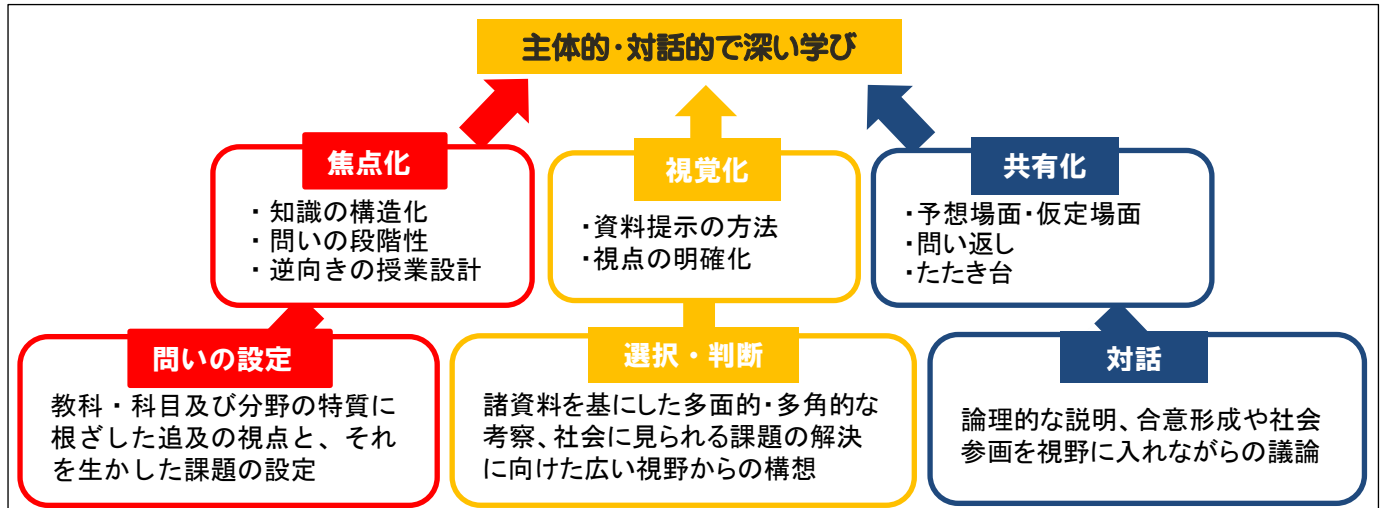 主体的・対話的で深い学び
焦点化
・知識の構造化
・問いの段階性
・逆向きの授業設計
視覚化
・資料提示の方法
・視点の明確化
共有化
・予想場面・仮定場面
・問い返し
・たたき台
問いの設定
教科・科目及び分野の特質に
根ざした追及の視点と、それ
を生かした課題の設定
選択・判断
諸資料を基にした多面的・多角的な
考察、社会に見られる課題の解決
に向けた広い視野からの構想
対話
論理的な説明、合意形成や社会
参画を視野に入れながらの議論